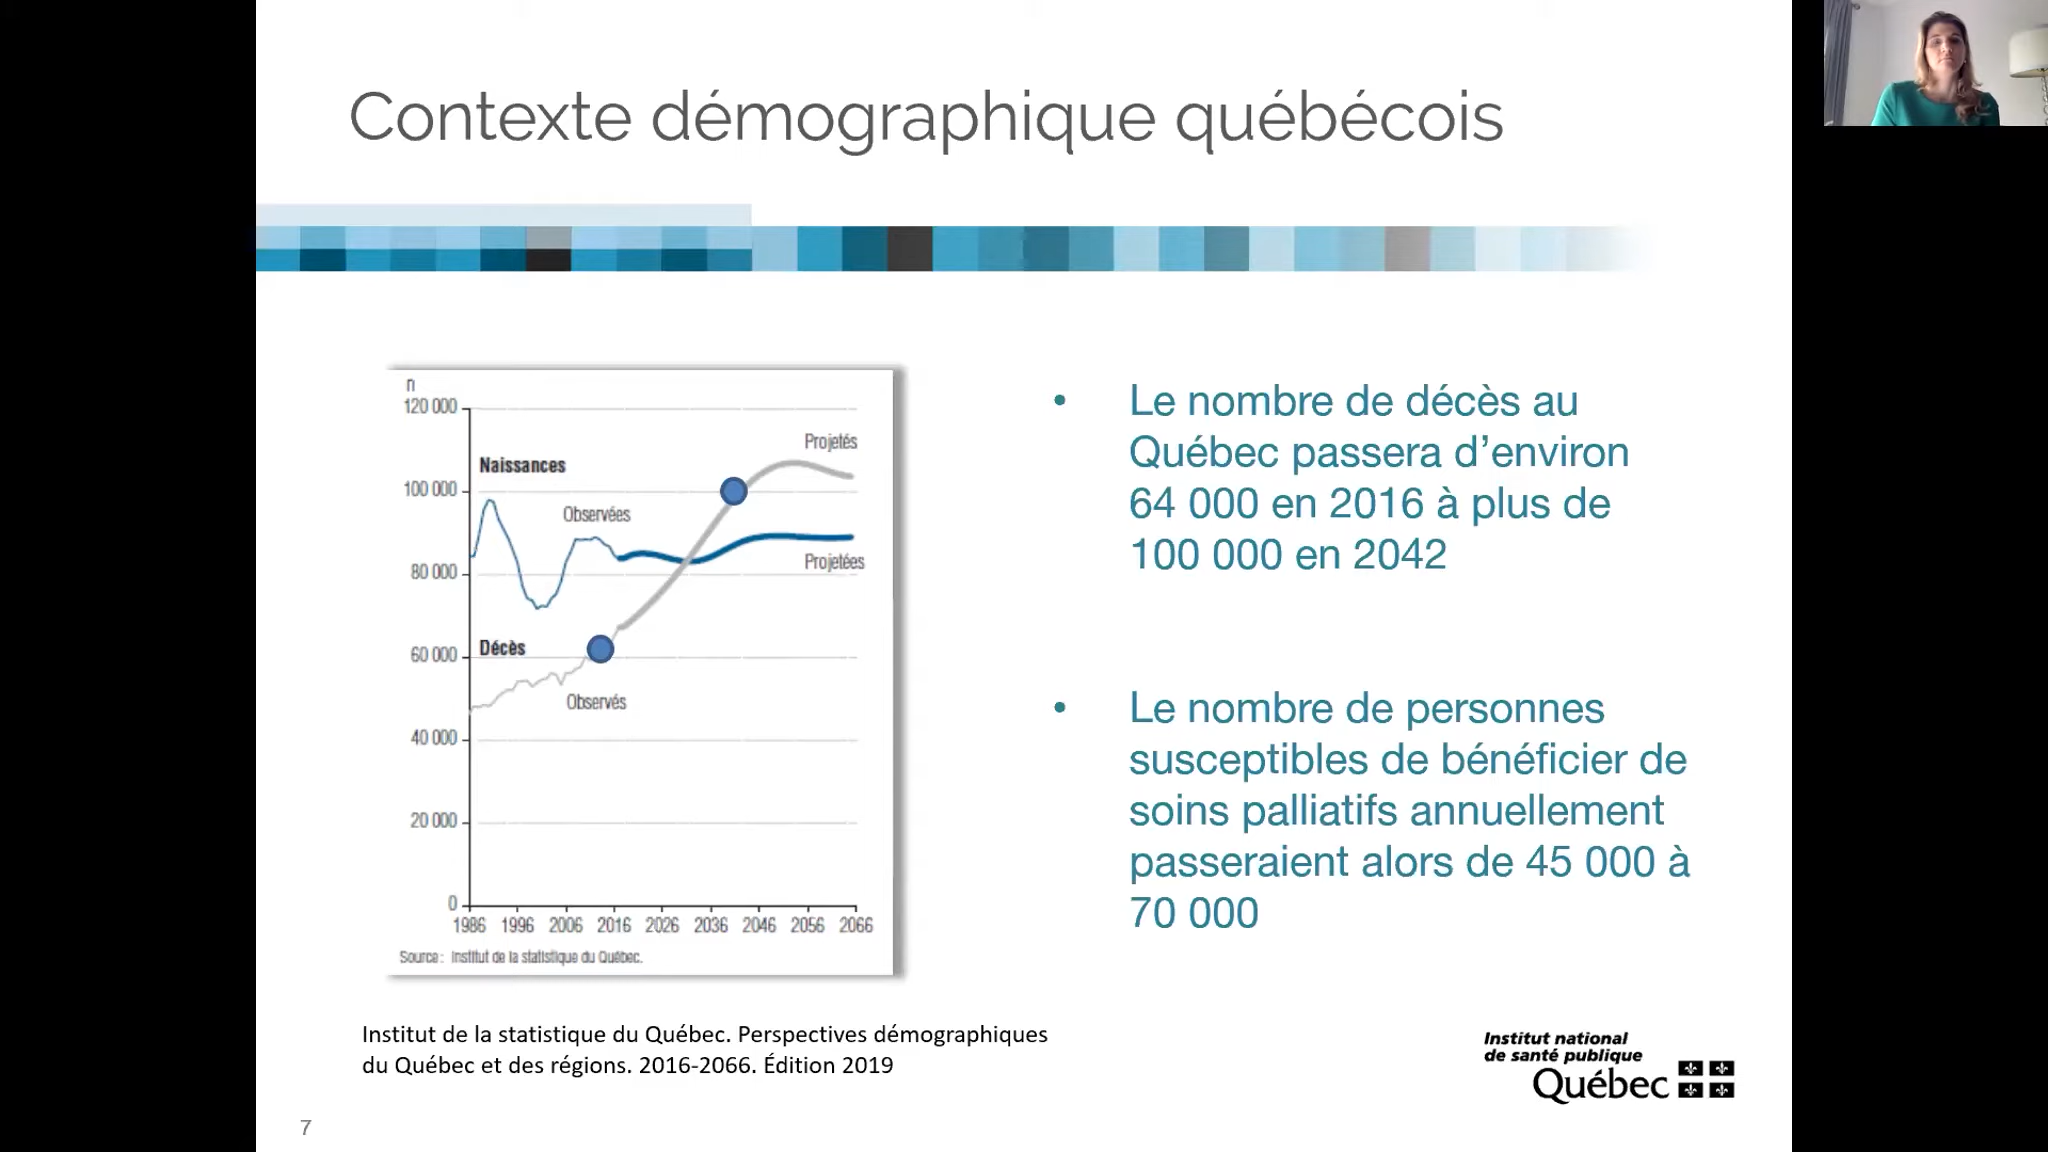 Contexte démographique québécois
n
120 000
Projetés
Naissances
100 000
Observées
80 000
Projetées
60 000
Décès
Observés
40 000
20 000
0
1986 1996 2006 2016 2026 2036 2046 2056 2066
Source: Institut de la statistique du Québec.
• Le nombre de décès au
Québec passera d’environ
64 000 en 2016 à plus de
100 000 en 2042
• Le nombre de personnes
susceptibles de bénéficier de
soins palliatifs annuellement
passeraient alors de 45 000 à
70 000
Institut de la statistique du Québec. Perspectives démographiques
du Québec et des régions. 2016-2066. Édition 2019
Institut national
de santé publique
Québec
7